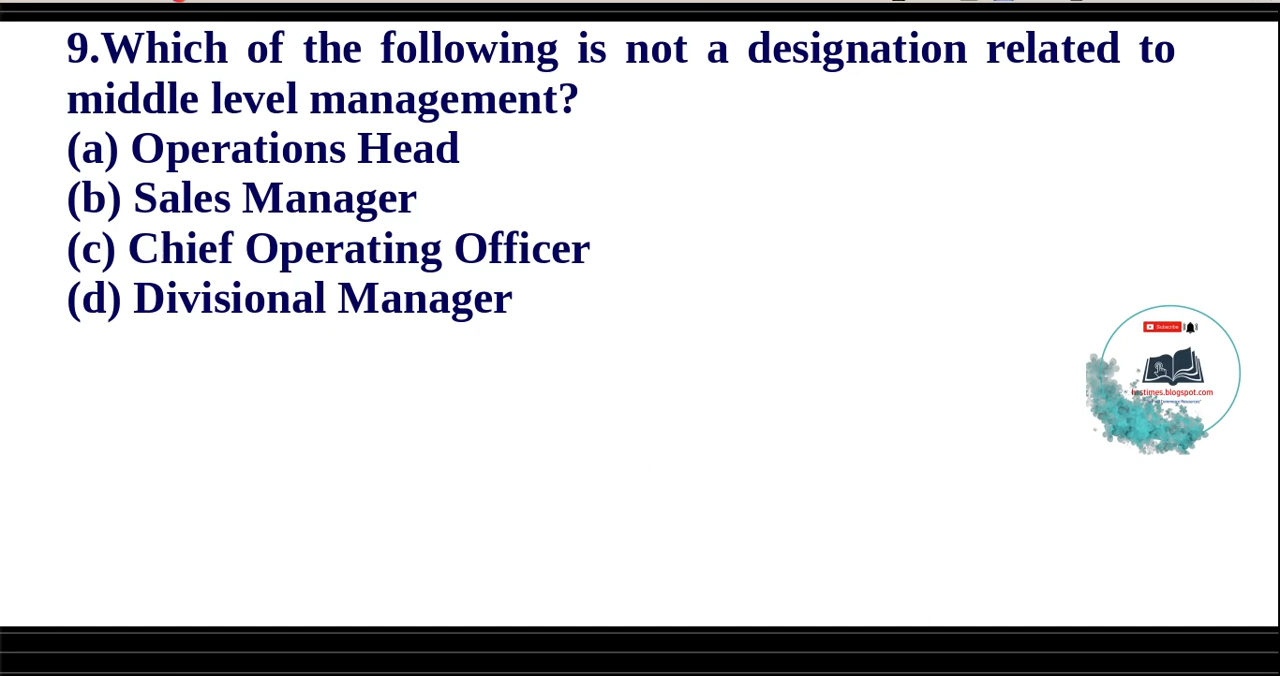 9.Which of the following is not a designation related to
middle level management?
(a) Operations Head
(b) Sales Manager
(c) Chief Operating Officer
(d) Divisional Manager
Subscribe